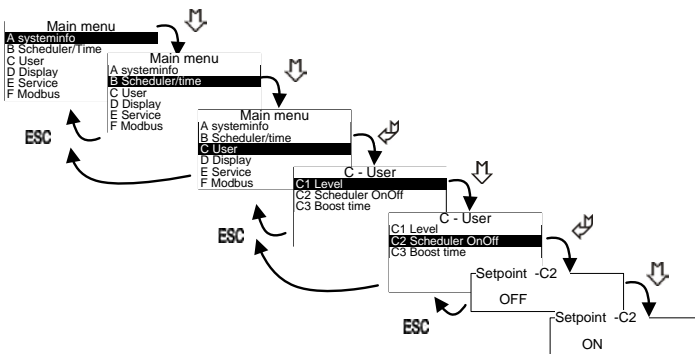 Main menu
A systeminfo
B Scheduler/Time
C User
D Display
E Service
F Modbus
Main menu
A systeminfo
B Scheduler/time
C User
D Display
E Service
F Modbus
ESC
Main menu
A systeminfo
B Scheduler/time
C User
D Display
E Service
F Modbus
C - User
C1 Level
C2 Scheduler OnOff
C3 Boost time
ESC
C - User
C1 Level
C2 Scheduler OnOff
C3 Boost time
Setpoint -C2
OFF
ESC
Setpoint -C2
ON